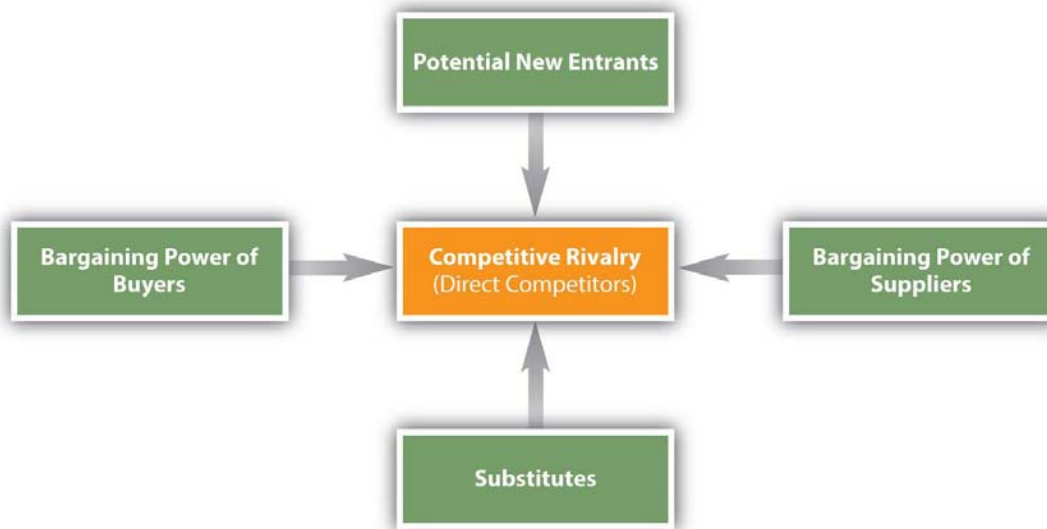 Potential New Entrants
Bargaining Power of
Buyers
Competitive Rivalry
(Direct Competitors)
Bargaining Power of
Suppliers
Substitutes